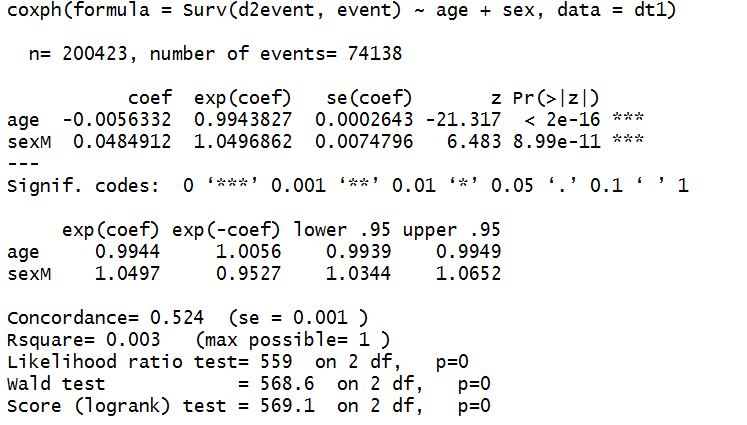 coxph(formula = Surv(d2event, event) ~ age + sex, data = dt1)
n= 200423, number of events= 74138
coef exp(coef) se(coef) z Pr(>|z|)
age -0.0056332 0.9943827 0.0002643 -21.317 < 2e-16 ***
sexM 0.0484912 1.0496862 0.0074796 6.483 8.99e-11 ***
---
Signif. codes: 0 ‘***’ 0.001 ‘**’ 0.01 ‘*’ 0.05 ‘.’ 0.1 ‘ ’ 1
exp(coef) exp(-coef) lower .95 upper .95
age 0.9944 1.0056 0.9939 0.9949
sexM 1.0497 0.9527 1.0344 1.0652
Concordance= 0.524 (se = 0.001 )
Rsquare= 0.003 (max possible= 1 )
Likelihood ratio test= 559 on 2 df, p=0
Wald test = 568.6 on 2 df, p=0
Score (logrank) test = 569.1 on 2 df, p=0